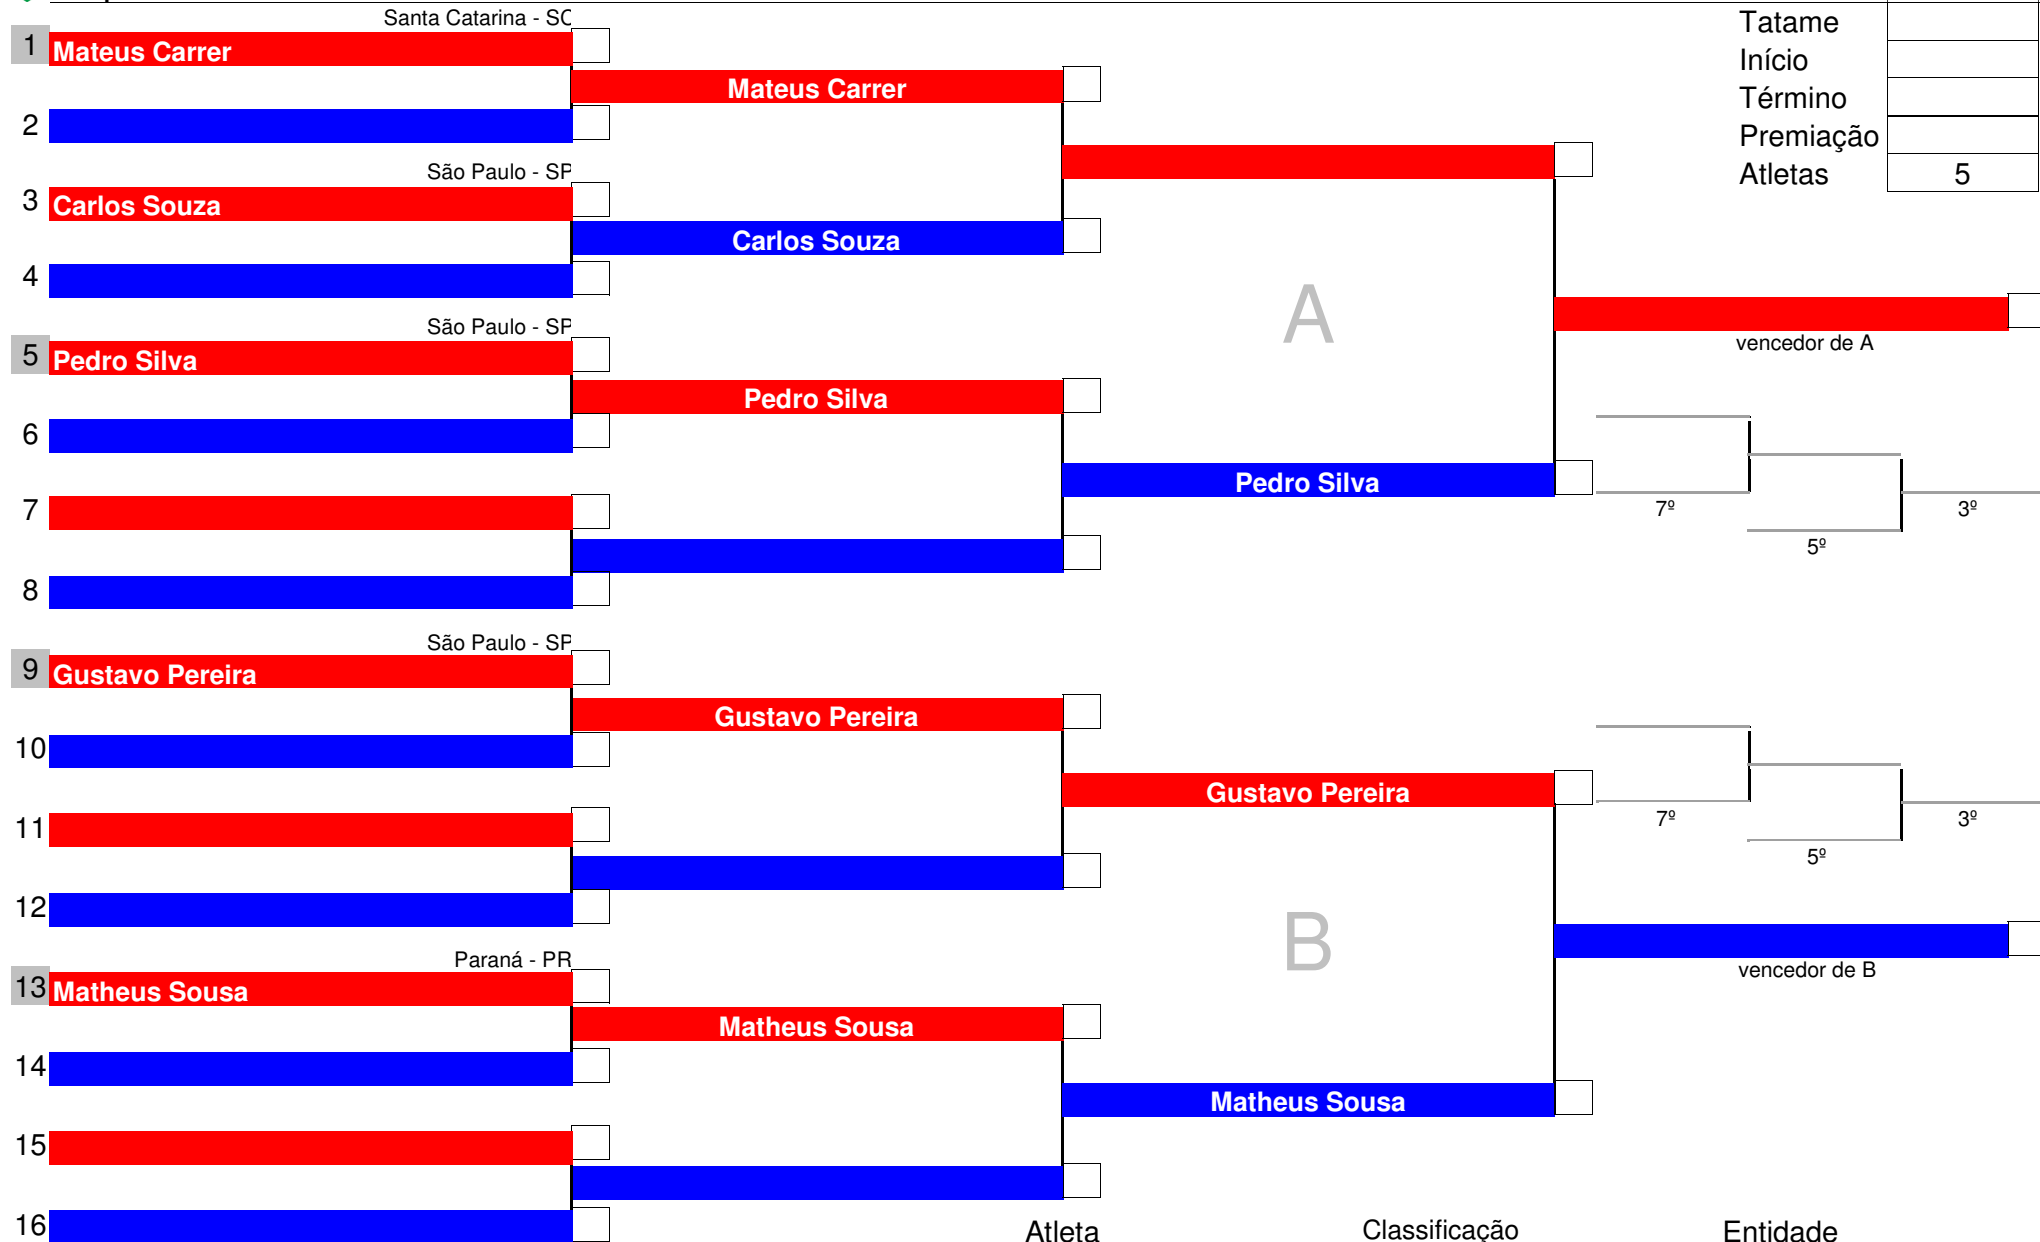 Santa Catarina - SC
Tatame
1 Mateus Carrer
Início
Mateus Carrer
Término
2
Premiação
São Paulo - SP
Atletas 5
3 Carlos Souza
Carlos Souza
4
A
São Paulo - SP
vencedor de A
5 Pedro Silva
Pedro Silva
6
Pedro Silva
7
7º
3º
5º
8
São Paulo - SP
9 Gustavo Pereira
Gustavo Pereira
10
Gustavo Pereira
11
7º
3º
5º
12
B
Paraná - PR
vencedor de B
13 Matheus Sousa
Matheus Sousa
14
Matheus Sousa
15
16
Atleta Classificação Entidade